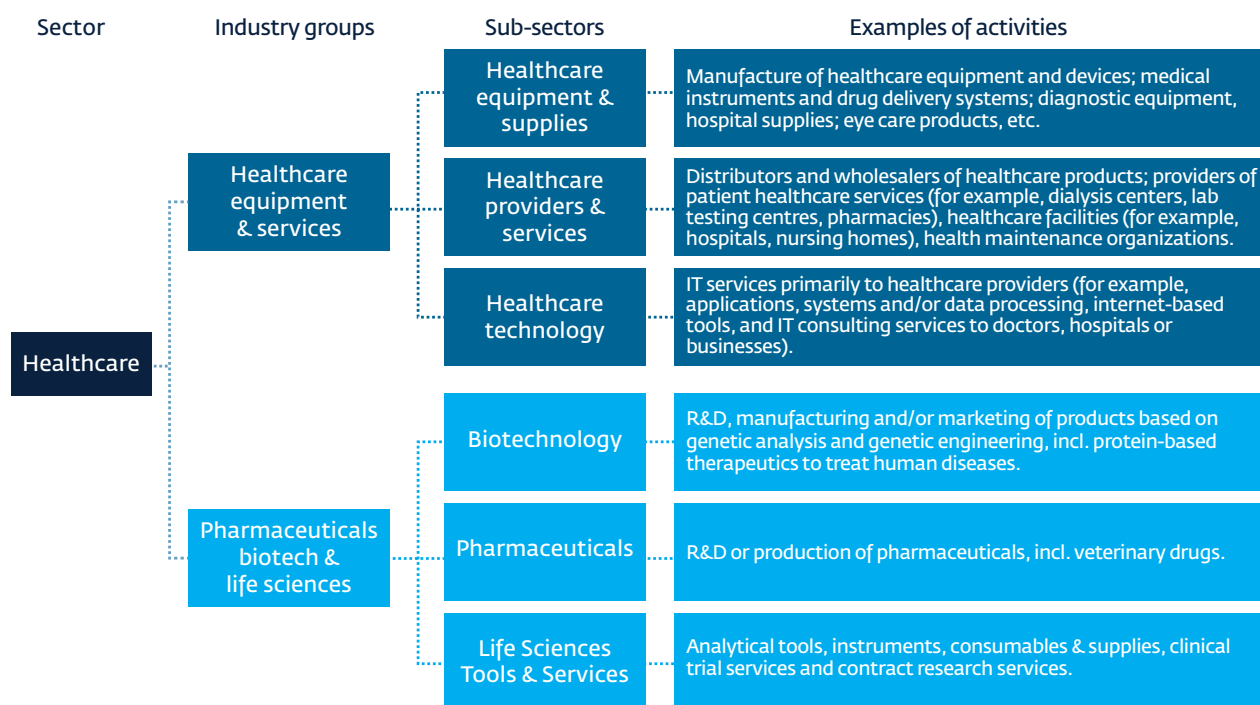 Sector
Industry groups
Sub-sectors
Examples of activities
Healthcare
Healthcare
equipment
& services
Healthcare
equipment &
supplies
Manufacture of healthcare equipment and devices; medical
instruments and drug delivery systems; diagnostic equipment,
hospital supplies; eye care products, etc.
Healthcare
providers &
services
Distributors and wholesalers of healthcare products; providers of
patient healthcare services (for example, dialysis centers, lab
testing centres, pharmacies), healthcare facilities (for example,
hospitals, nursing homes), health maintenance organizations.
Healthcare
technology
IT services primarily to healthcare providers (for example,
applications, systems and/or data processing, internet-based
tools, and IT consulting services to doctors, hospitals or
businesses).
Pharmaceuticals
biotech &
life sciences
Biotechnology
R&D, manufacturing and/or marketing of products based on
genetic analysis and genetic engineering, incl. protein-based
therapeutics to treat human diseases.
Pharmaceuticals
R&D or production of pharmaceuticals, incl. veterinary drugs.
Life Sciences
Tools & Services
Analytical tools, instruments, consumables & supplies, clinical
trial services and contract research services.